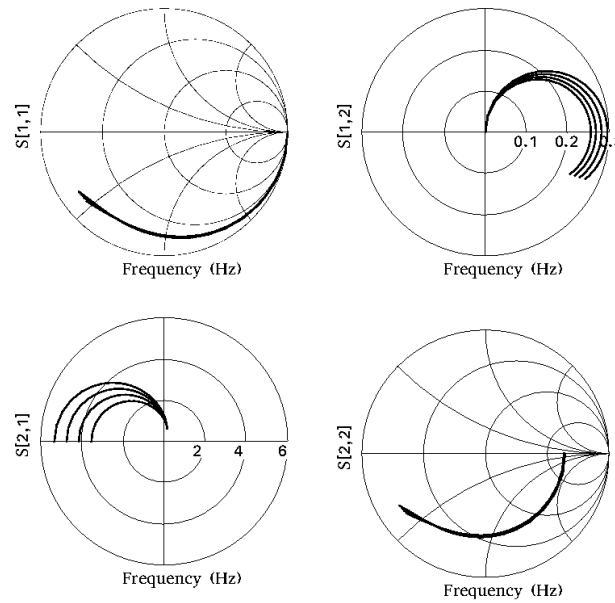 S[1,1]
Frequency (Hz)
S[1,2]
0.1 0.2
Frequency (Hz)
S[2,1]
2 4 6
Frequency (Hz)
S[2,2]
Frequency (Hz)